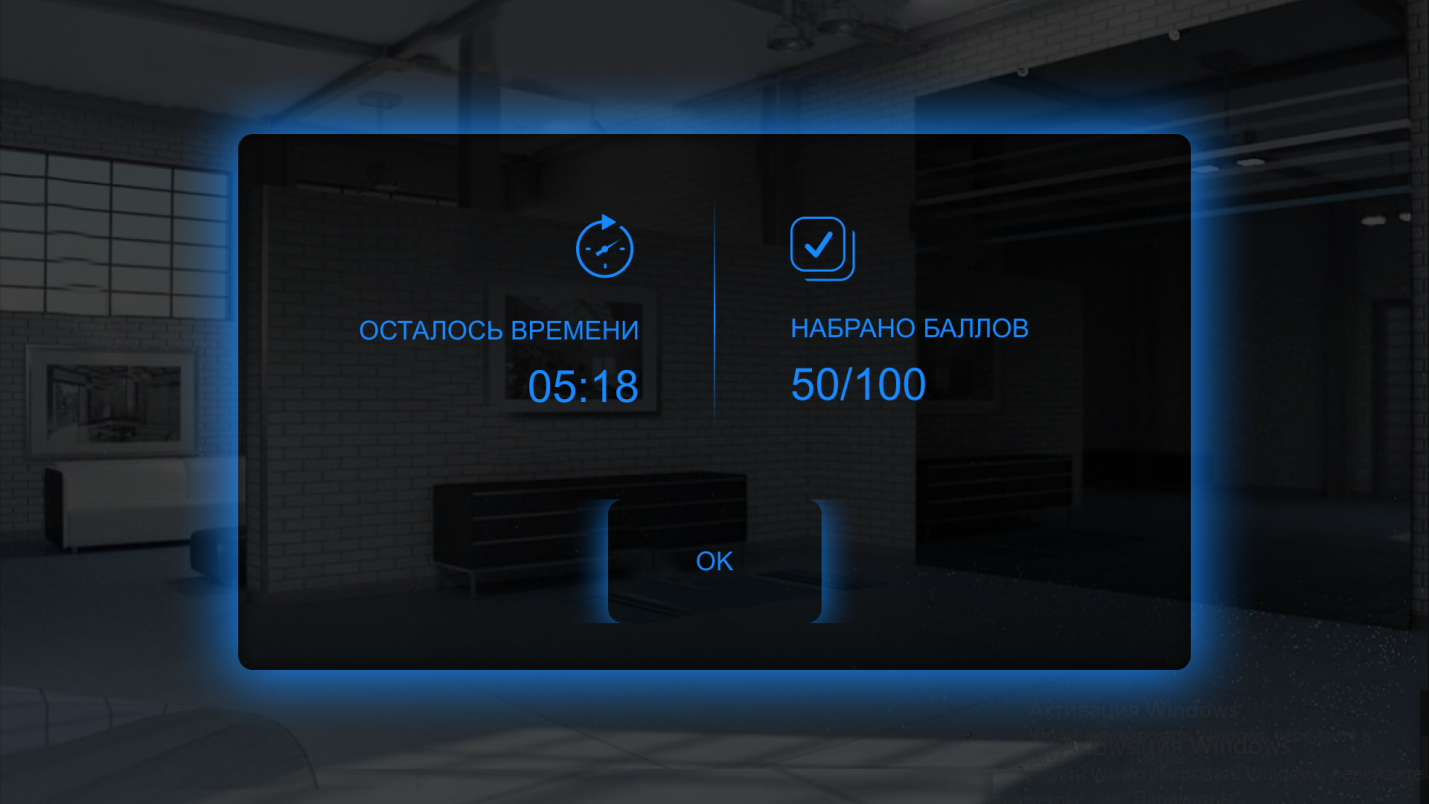 ОСТАЛОСЬ ВРЕМЕНИ
05:18
НАБРАНО БАЛЛОВ
50/100
OK
Активация Windows